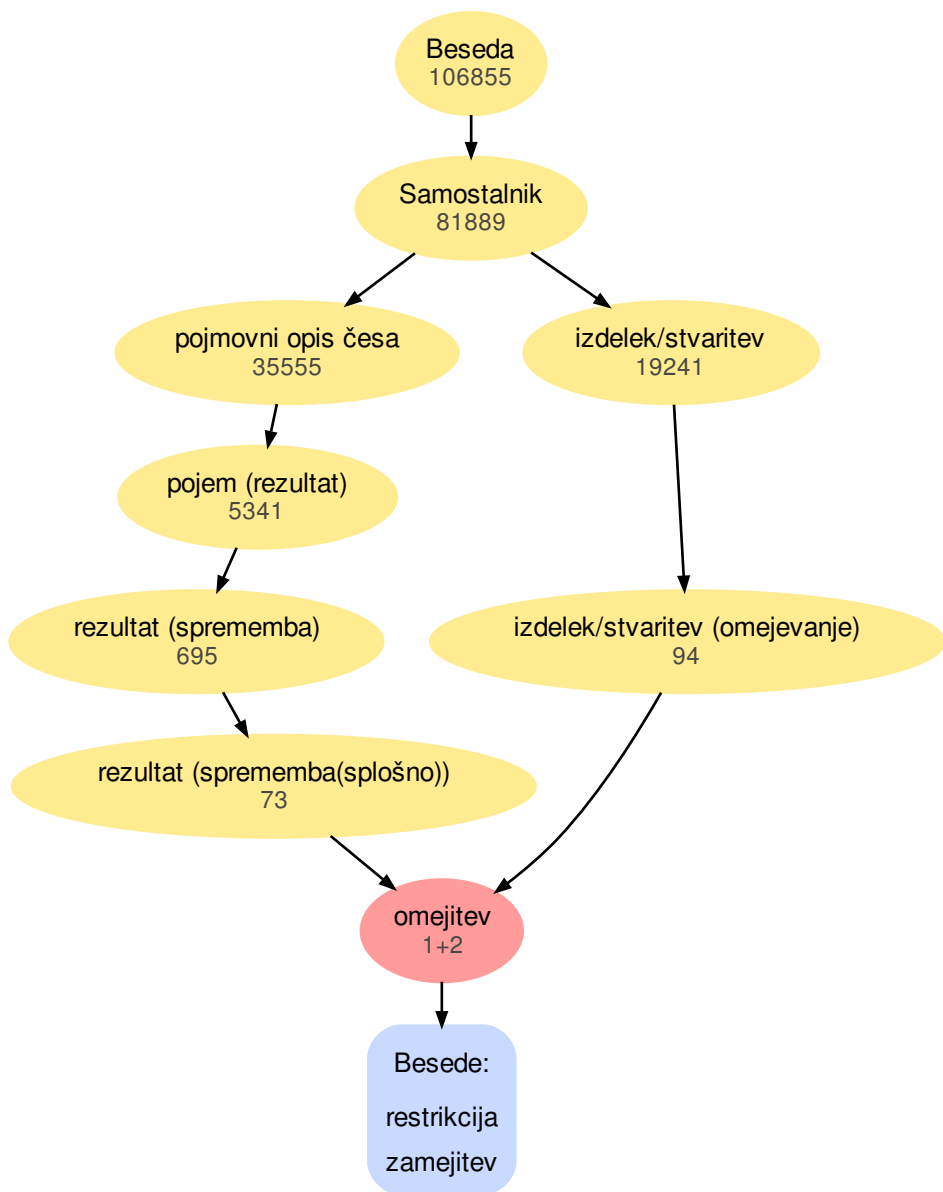 Beseda
106855
Samostalnik
81889
pojmovni opis česa
35555
izdelek/stvaritev
19241
pojem (rezultat)
5341
rezultat (sprememba)
695
izdelek/stvaritev (omejevanje)
94
rezultat (sprememba(splošno))
73
omejitev
1+2
Besede:
restrikcija
zamejitev